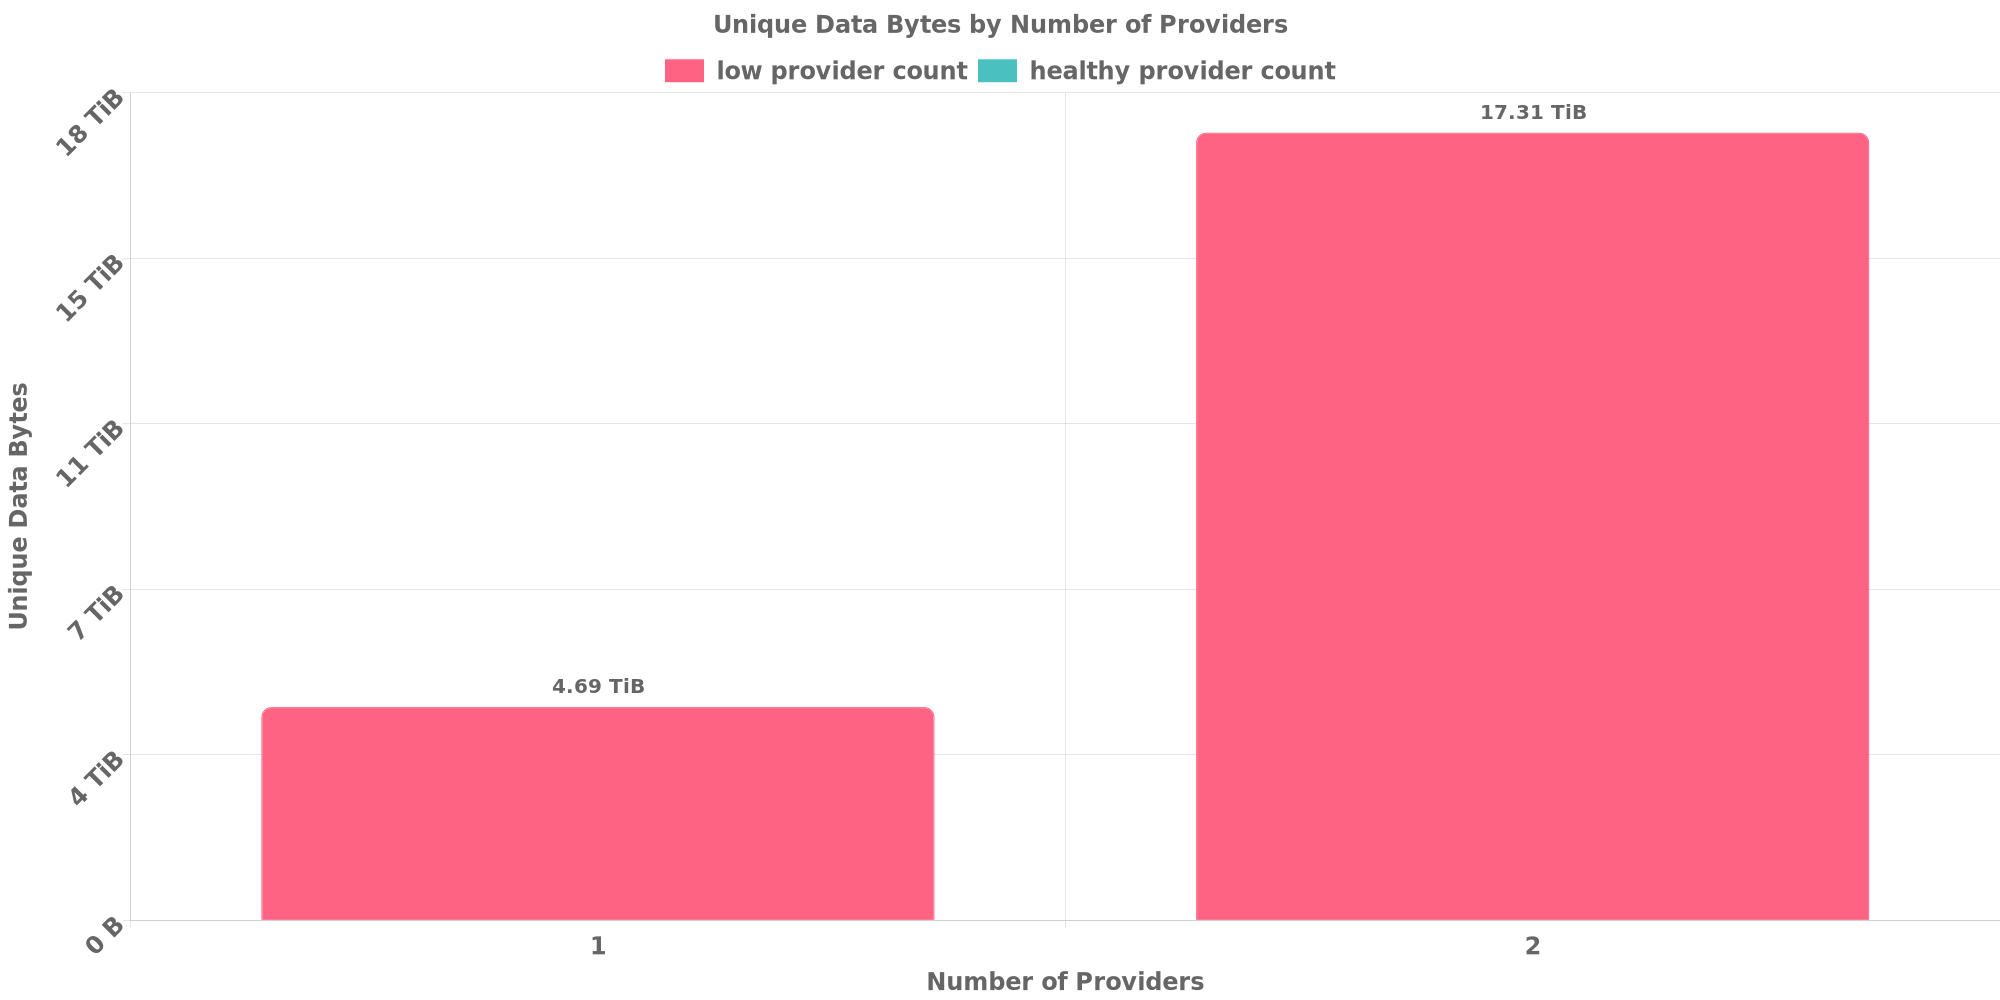 Unique Data Bytes by Number of Providers
low provider count healthy provider count
18 TiB
15 TiB
11 TiB
7 TiB
4 TiB
0 B
Unique Data Bytes
17.31 TiB
4.69 TiB
1 2
Number of Providers